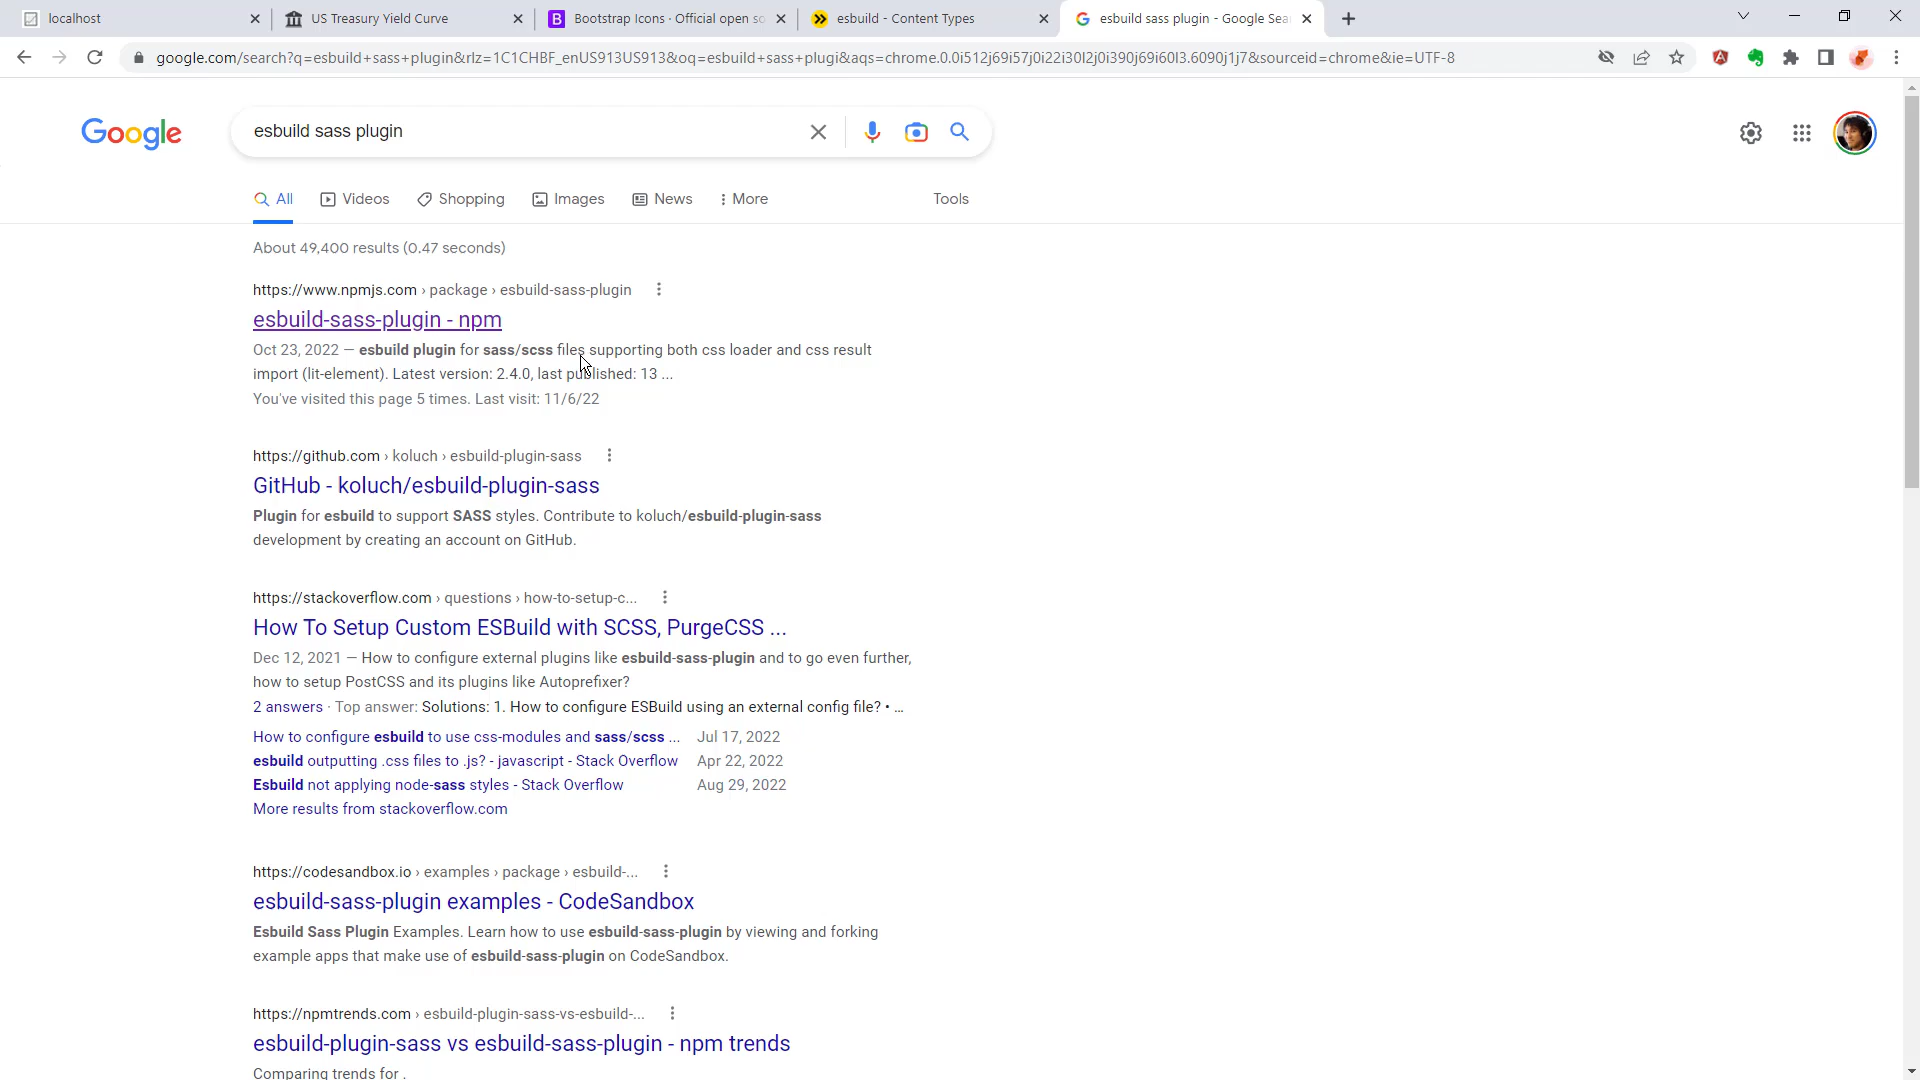 localhost
US Treasury Yield Curve
Bootstrap Icons · Official open so
esbuild - Content Types
esbuild sass plugin - Google Sea
google.com/search?q=esbuild+sass+plugin&rlz=1C1CHBF_enUS913US913&oq=esbuild+sass+plugi&aqs=chrome.0.0i512j69i57j0i22i30l2j0i390j69i60l3.6090j1j7&sourceid=chrome&ie=UTF-8
Google
esbuild sass plugin
All Videos Shopping Images News More Tools
About 49,400 results (0.47 seconds)
https://www.npmjs.com › package › esbuild-sass-plugin
esbuild-sass-plugin - npm
Oct 23, 2022 — esbuild plugin for sass/scss files supporting both css loader and css result
import (lit-element). Latest version: 2.4.0, last published: 13 ...
You've visited this page 5 times. Last visit: 11/6/22
https://github.com › koluch › esbuild-plugin-sass
GitHub - koluch/esbuild-plugin-sass
Plugin for esbuild to support SASS styles. Contribute to koluch/esbuild-plugin-sass
development by creating an account on GitHub.
https://stackoverflow.com › questions › how-to-setup-c...
How To Setup Custom ESBuild with SCSS, PurgeCSS ...
Dec 12, 2021 — How to configure external plugins like esbuild-sass-plugin and to go even further,
how to setup PostCSS and its plugins like Autoprefixer?
2 answers · Top answer: Solutions: 1. How to configure ESBuild using an external config file? • ...
How to configure esbuild to use css-modules and sass/scss ... Jul 17, 2022
esbuild outputting .css files to .js? - javascript - Stack Overflow Apr 22, 2022
Esbuild not applying node-sass styles - Stack Overflow Aug 29, 2022
More results from stackoverflow.com
https://codesandbox.io › examples › package › esbuild-...
esbuild-sass-plugin examples - CodeSandbox
Esbuild Sass Plugin Examples. Learn how to use esbuild-sass-plugin by viewing and forking
example apps that make use of esbuild-sass-plugin on CodeSandbox.
https://npmtrends.com › esbuild-plugin-sass-vs-esbuild-...
esbuild-plugin-sass vs esbuild-sass-plugin - npm trends
Comparing trends for .